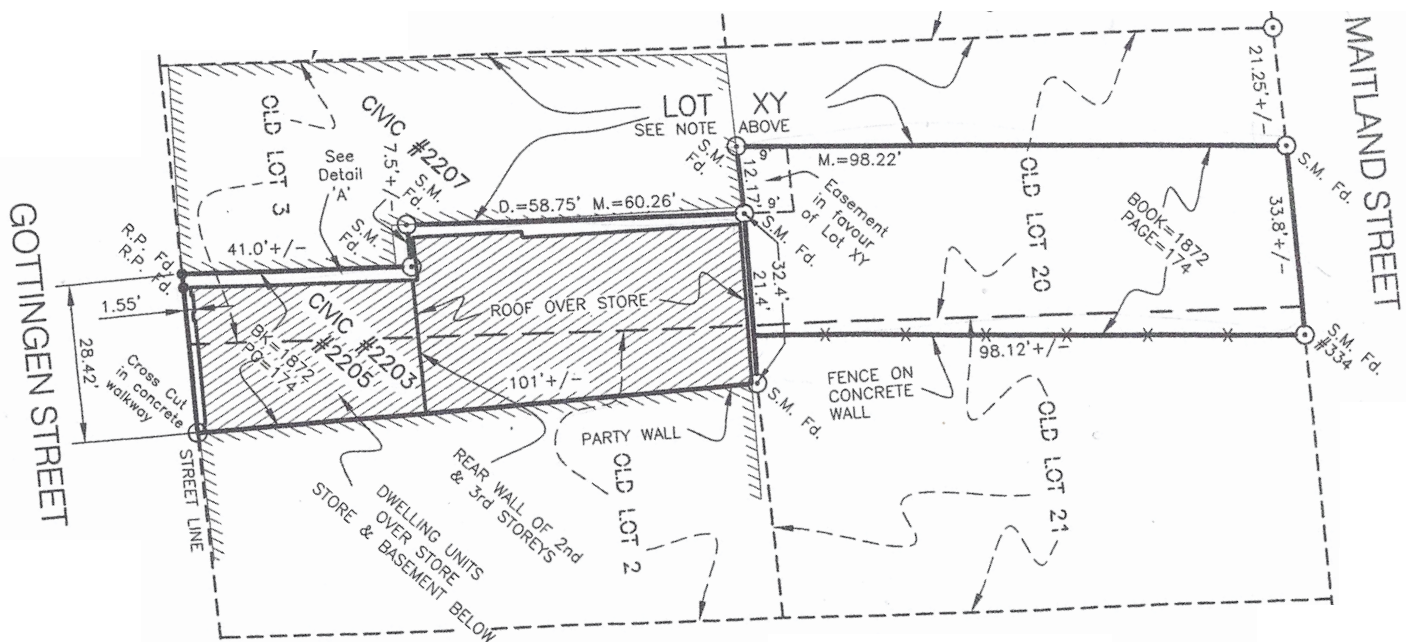 MAITLAND STREET
21.25'+/-
LOT XY
SEE NOTE ABOVE
OLD LOT 3
CIVIC
#2207
7.5'+/-
See
Detail
'A'
S.M.
Fd.
S.M.
Fd.
S.M.
Fd.
9'
M.=98.22'
12.17'
9'
Easement
in favour
of Lot XY
OLD LOT 20
BOOK=1872
PAGE=174
33.8'+/-
S.M. Fd.
D.=58.75' M.=60.26'
S.M.
Fd.
GOTTINGEN STREET
R.P. Fd.
R.P. Fd.
41.0'+/-
1.55'
28.42'
ROOF OVER STORE
32.4'
21.4'
CIVIC
#2203
#2205
BK=1872
PG=174
101'+/-
98.12'+/-
S.M. Fd.
#334
FENCE ON
CONCRETE
WALL
Cross Cut
in concrete
walkway
S.M. Fd.
PARTY WALL
STREET LINE
REAR WALL OF 2nd
& 3rd STOREYS
DWELLING UNITS
OVER STORE
STORE & BASEMENT BELOW
OLD LOT 2
OLD LOT 21